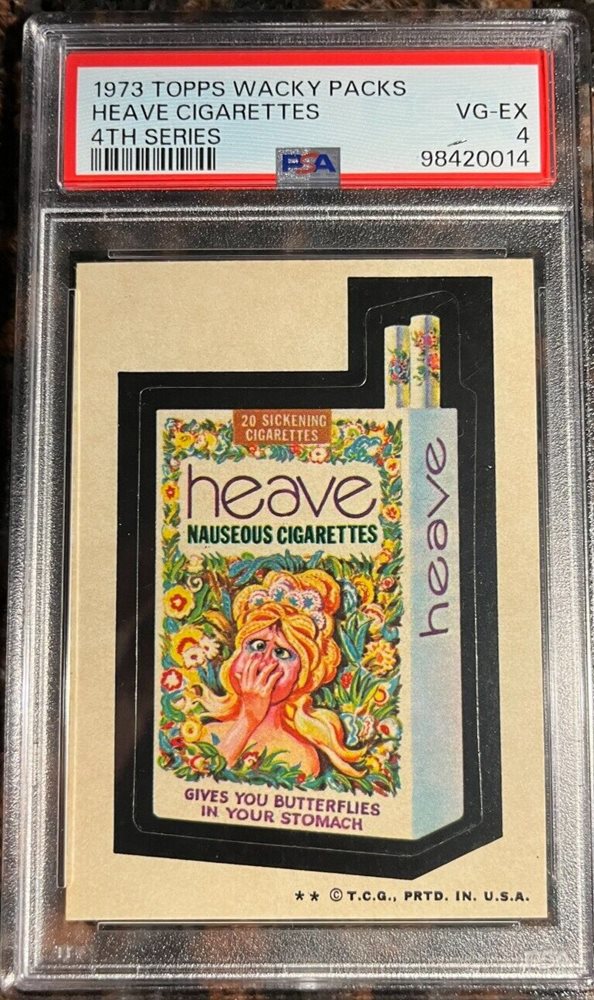 1973 TOPPS WACKY PACKS
HEAVE CIGARETTES VG-EX
4TH SERIES 4
PSA 98420014
20 SICKENING
CIGARETTES
heave
NAUSEOUS CIGARETTES
heave
GIVES YOU BUTTERFLIES
IN YOUR STOMACH
** © T.C.G., PRTD. IN. U.S.A.